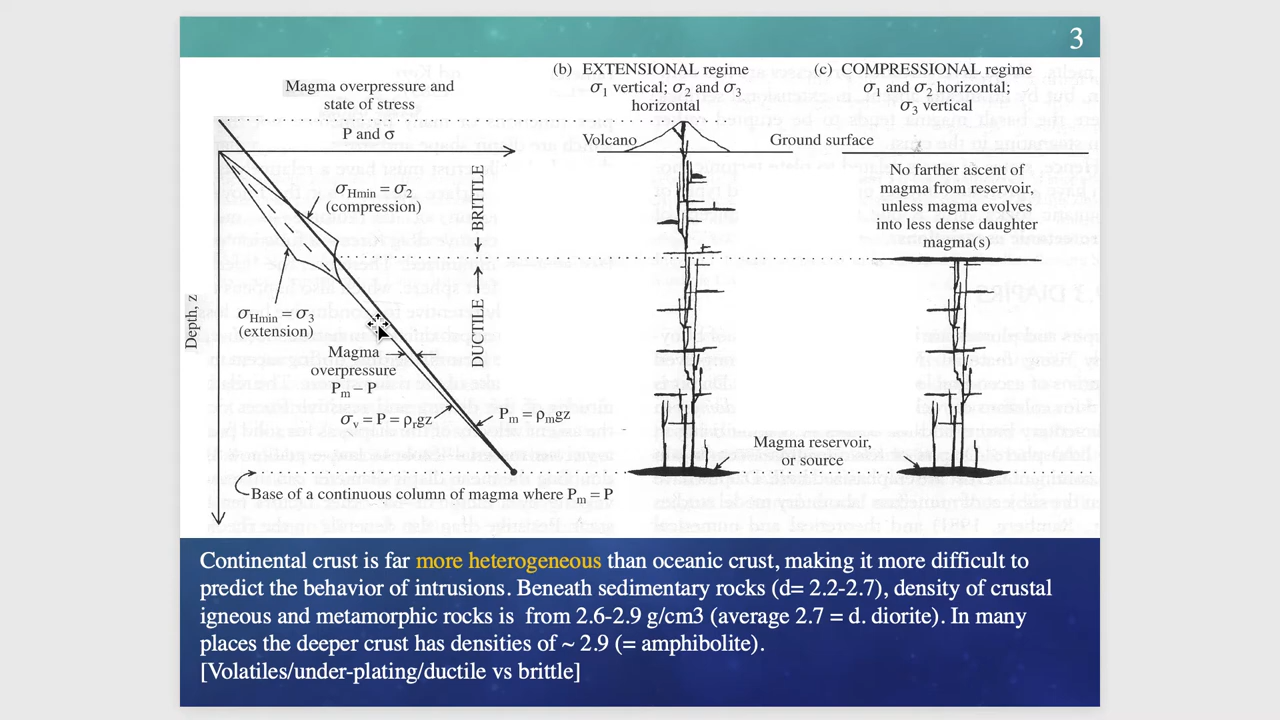 3
Magma overpressure and
state of stress
P and σ
σHmin = σ2
(compression)
BRITTLE
DUCTILE
Depth, z
σHmin = σ3
(extension)
Magma
overpressure
Pm − P
σv = P = ρrgz
Pm = ρmgz
Base of a continuous column of magma where Pm = P
(b) EXTENSIONAL regime
σ1 vertical; σ2 and σ3
horizontal
Volcano
Ground surface
Magma reservoir,
or source
(c) COMPRESSIONAL regime
σ1 and σ2 horizontal;
σ3 vertical
No farther ascent of
magma from reservoir,
unless magma evolves
into less dense daughter
magma(s)
Continental crust is far more heterogeneous than oceanic crust, making it more difficult to
predict the behavior of intrusions. Beneath sedimentary rocks (d= 2.2-2.7), density of crustal
igneous and metamorphic rocks is from 2.6-2.9 g/cm3 (average 2.7 = d. diorite). In many
places the deeper crust has densities of ~ 2.9 (= amphibolite).
[Volatiles/under-plating/ductile vs brittle]